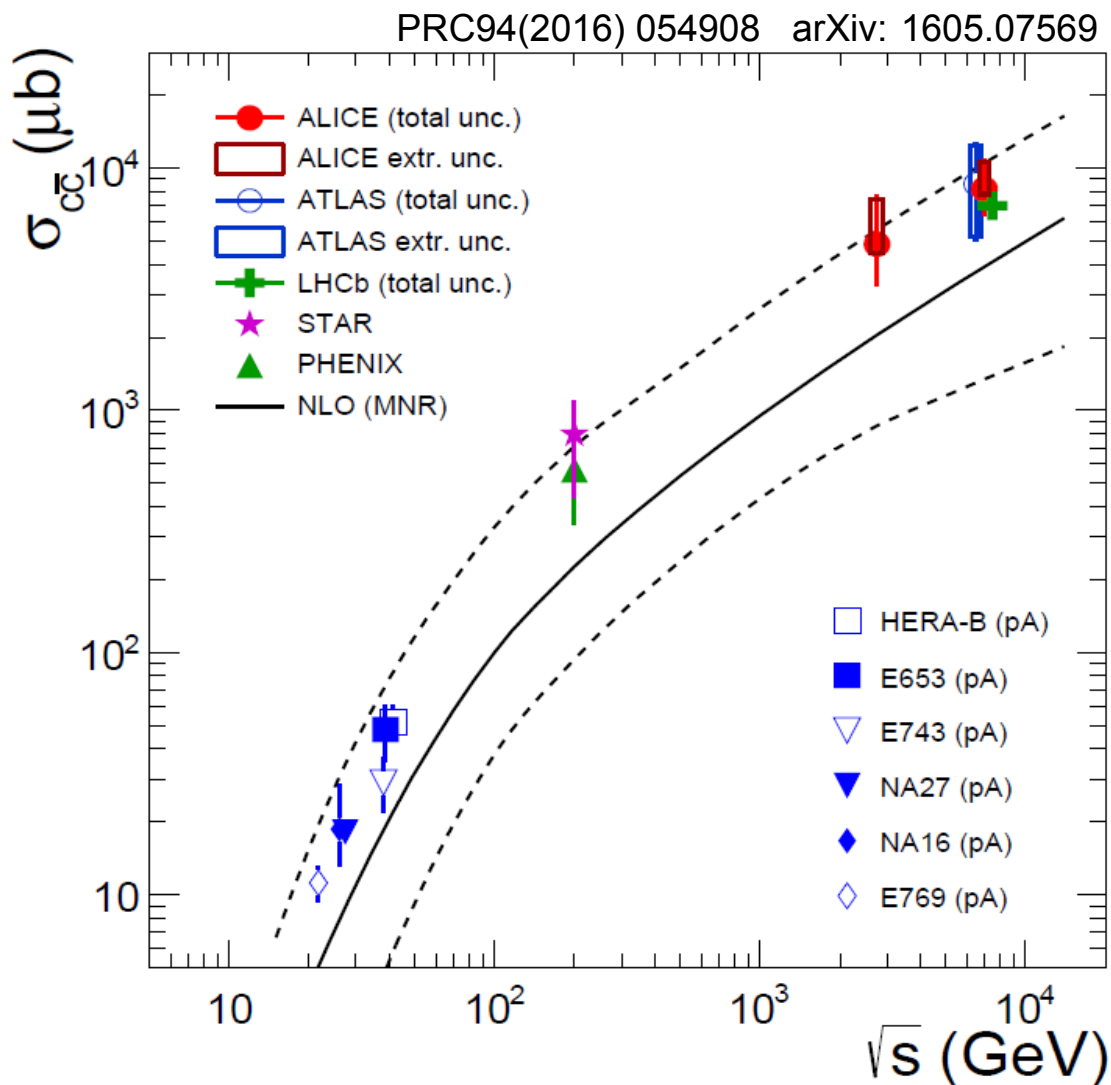 PRC94(2016) 054908 arXiv: 1605.07569
σcc̄ (μb)
ALICE (total unc.)
ALICE extr. unc.
ATLAS (total unc.)
ATLAS extr. unc.
LHCb (total unc.)
STAR
PHENIX
NLO (MNR)
10⁴
10³
10²
10
HERA-B (pA)
E653 (pA)
E743 (pA)
NA27 (pA)
NA16 (pA)
E769 (pA)
10 10² 10³ 10⁴
√s (GeV)